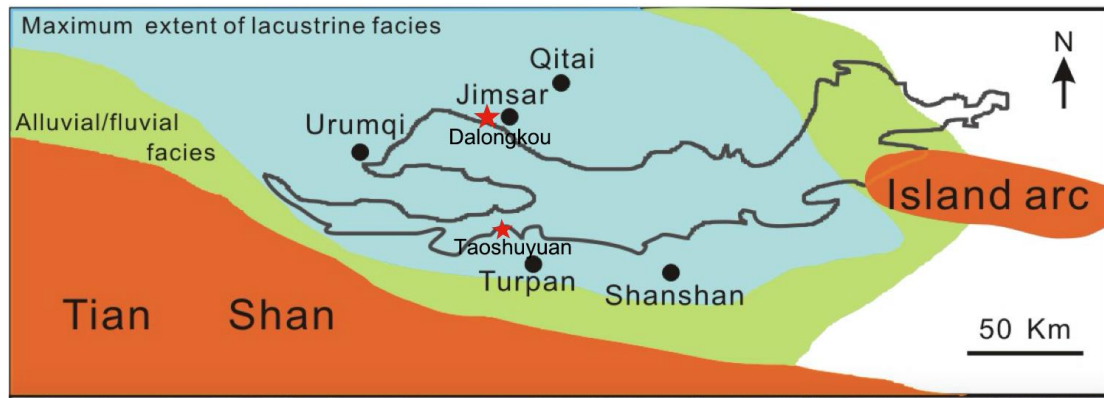 Maximum extent of lacustrine facies
N
Qitai
Jimsar
Alluvial/fluvial
facies
Urumqi
Dalongkou
Island arc
Taoshuyuan
Turpan
Shanshan
Tian Shan
50 Km